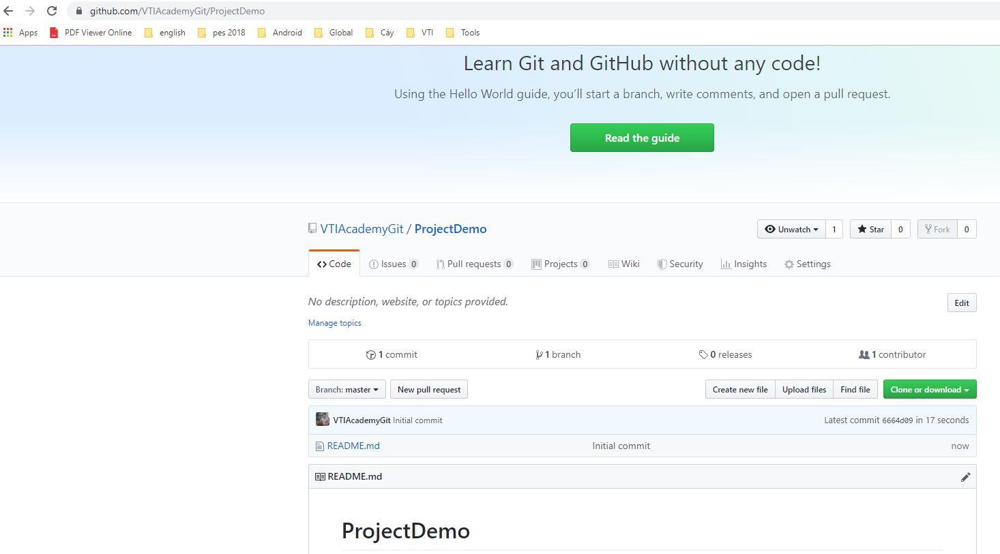 github.com/VTIAcademyGit/ProjectDemo
Apps PDF Viewer Online english pes 2018 Android Global Cây VTI Tools
Learn Git and GitHub without any code!
Using the Hello World guide, you’ll start a branch, write comments, and open a pull request.
Read the guide
VTIAcademyGit / ProjectDemo Unwatch 1 Star 0 Fork 0
Code Issues 0 Pull requests 0 Projects 0 Wiki Security Insights Settings
No description, website, or topics provided. Edit
Manage topics
1 commit 1 branch 0 releases 1 contributor
Branch: master New pull request Create new file Upload files Find file Clone or download
VTIAcademyGit Initial commit Latest commit 6664d09 in 17 seconds
README.md Initial commit now
README.md
ProjectDemo